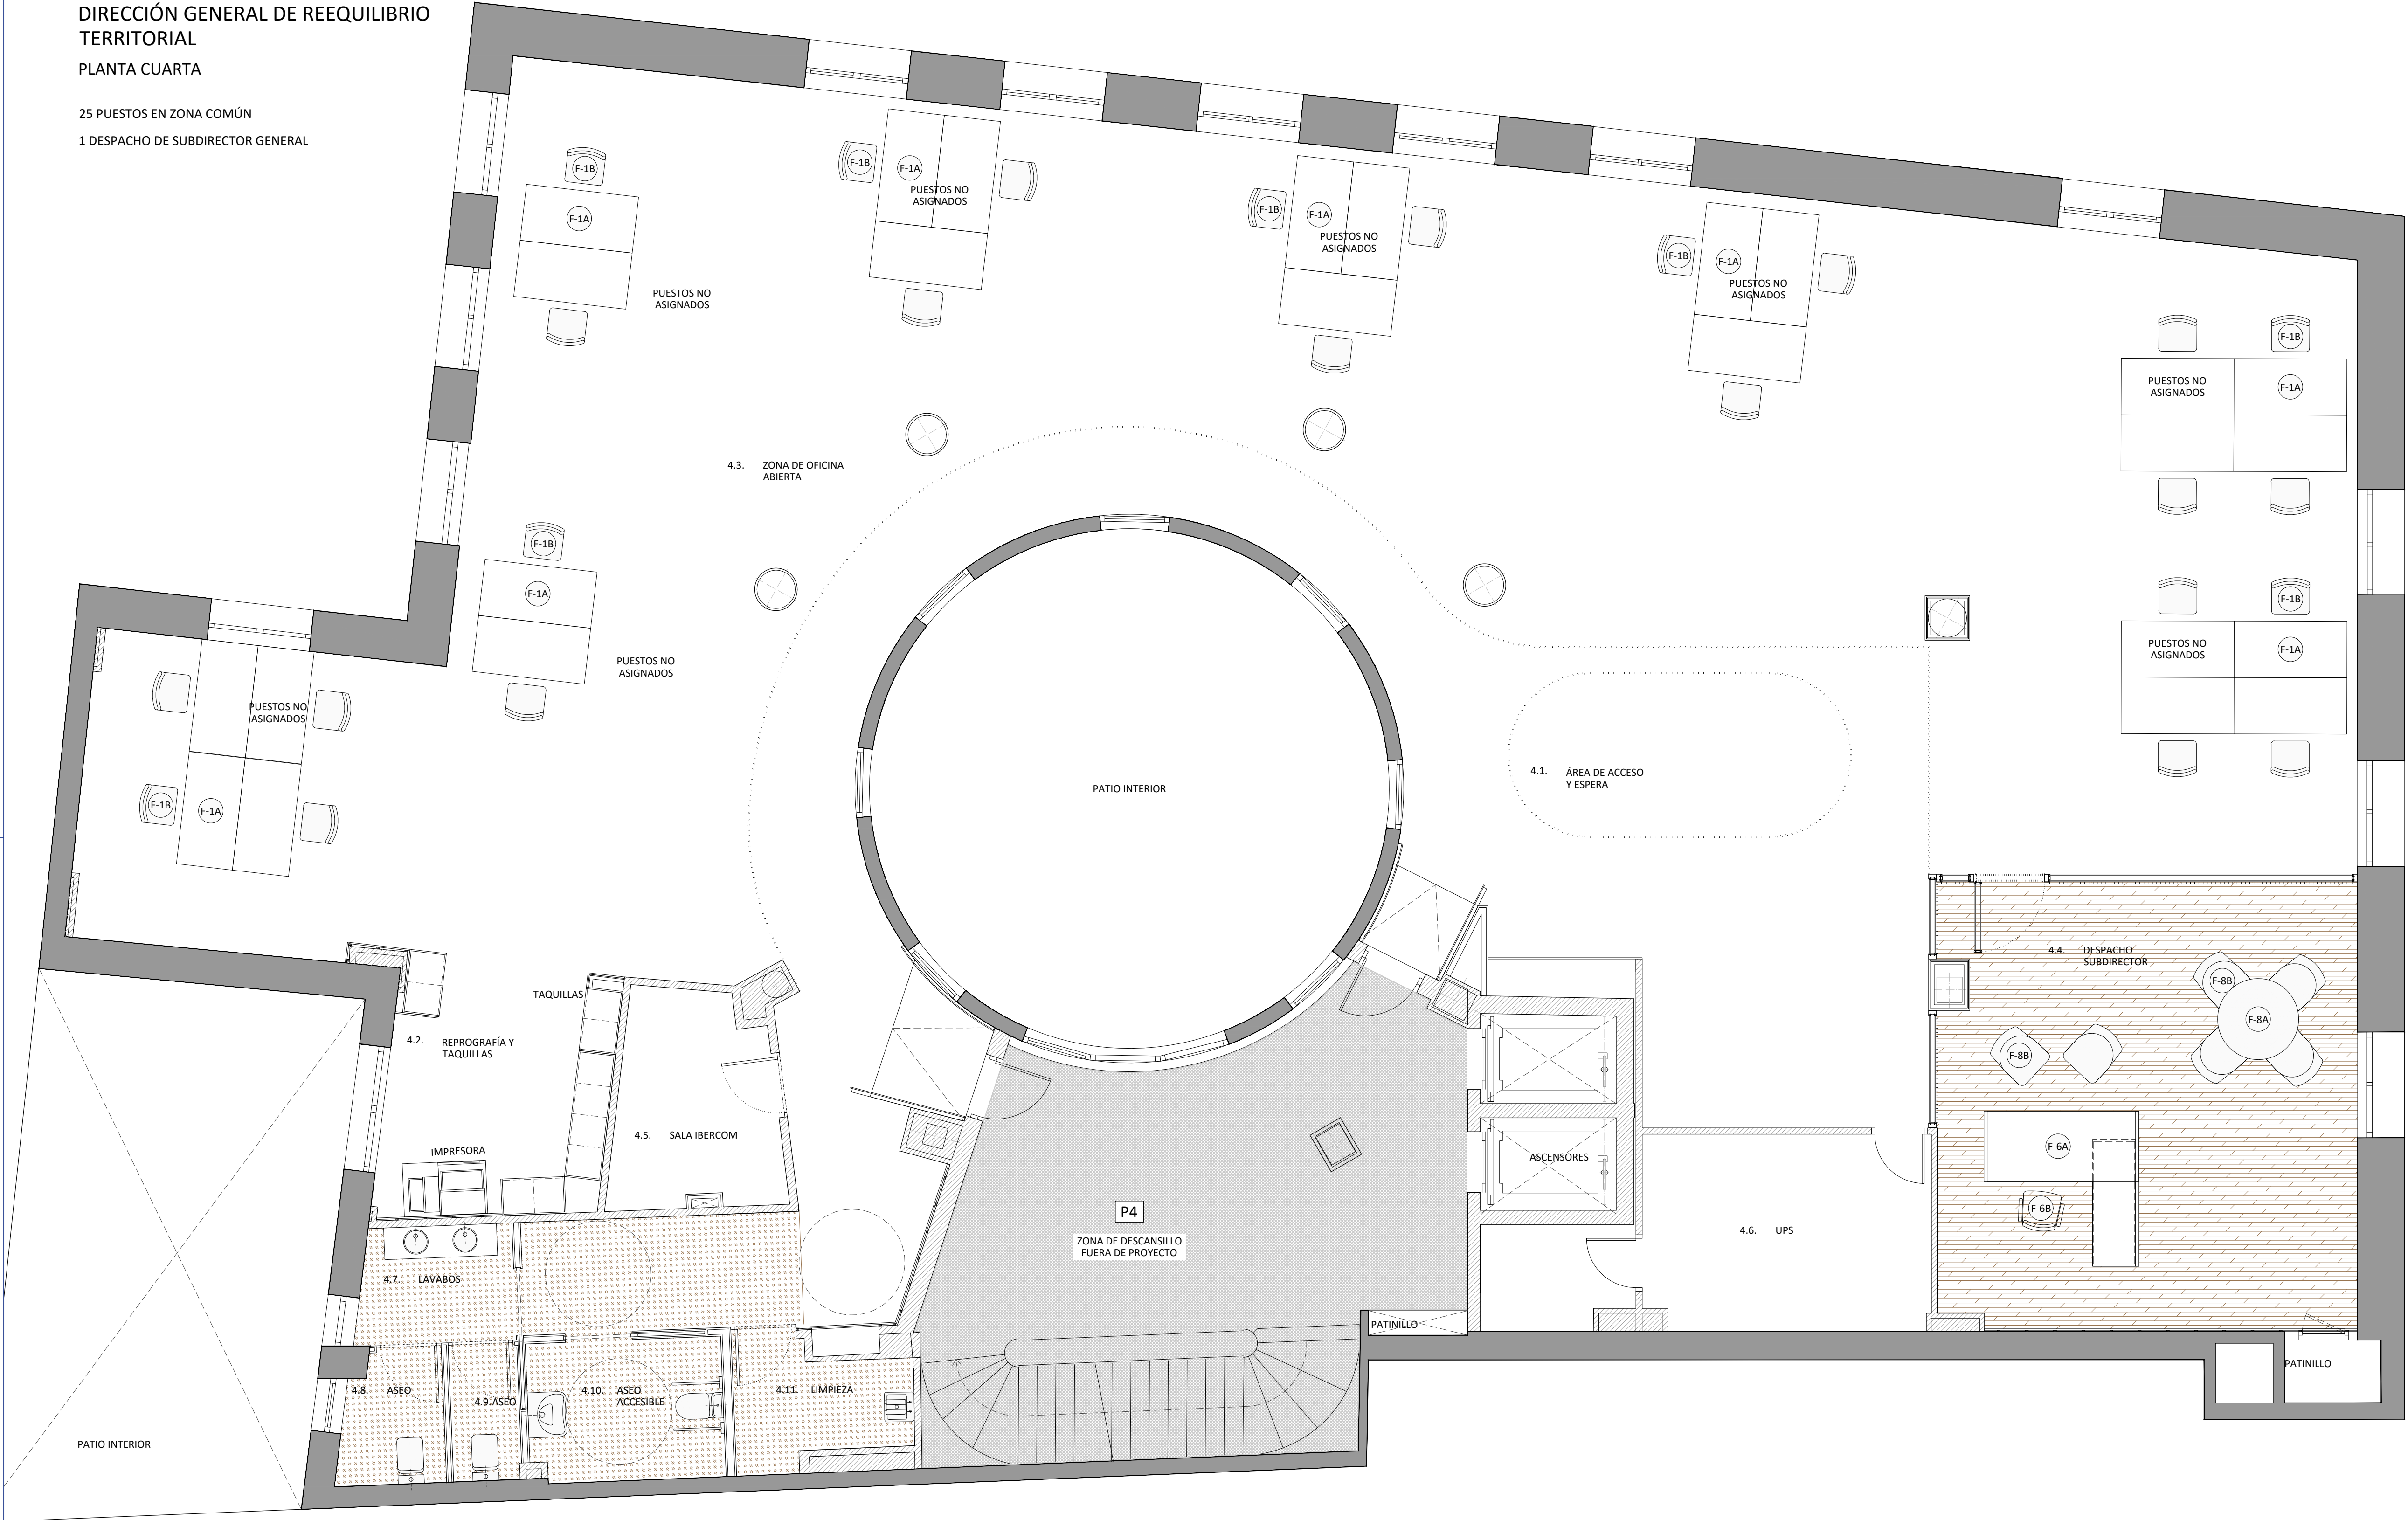 DIRECCIÓN GENERAL DE REEQUILIBRIO
TERRITORIAL
PLANTA CUARTA
25 PUESTOS EN ZONA COMÚN
1 DESPACHO DE SUBDIRECTOR GENERAL
F-1B
F-1A
PUESTOS NO
ASIGNADOS
F-1B
F-1A
PUESTOS NO
ASIGNADOS
F-1B
F-1A
PUESTOS NO
ASIGNADOS
F-1B
F-1A
PUESTOS NO
ASIGNADOS
F-1B
PUESTOS NO
ASIGNADOS
F-1A
4.3. ZONA DE OFICINA
ABIERTA
F-1B
F-1A
PUESTOS NO
ASIGNADOS
F-1B
PUESTOS NO
ASIGNADOS
F-1A
PUESTOS NO
ASIGNADOS
F-1B
F-1A
PATIO INTERIOR
4.1. ÁREA DE ACCESO
Y ESPERA
4.4. DESPACHO
SUBDIRECTOR
F-8B
F-8A
F-8B
F-6A
F-6B
TAQUILLAS
4.2. REPROGRAFÍA Y
TAQUILLAS
IMPRESORA
4.5. SALA IBERCOM
ASCENSORES
P4
ZONA DE DESCANSILLO
FUERA DE PROYECTO
4.6. UPS
4.7. LAVABOS
PATINILLO
PATINILLO
4.8. ASEO
4.9. ASEO
4.10. ASEO
ACCESIBLE
4.11. LIMPIEZA
PATIO INTERIOR